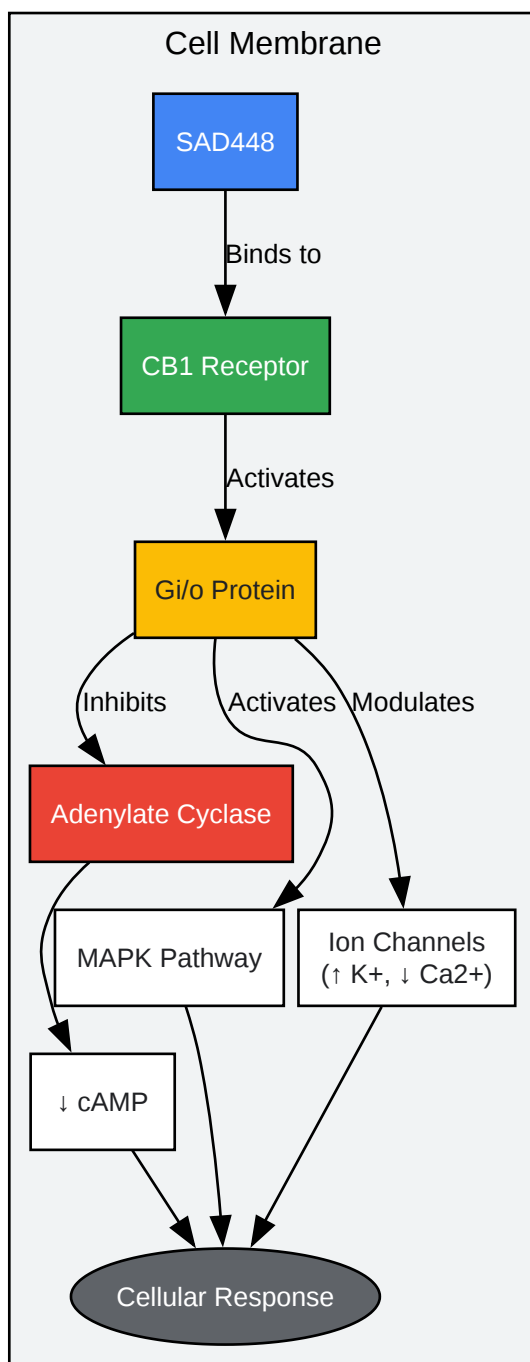 Cell Membrane
SAD448
Binds to
CB1 Receptor
Activates
Gi/o Protein
Inhibits
Activates
Modulates
Adenylate Cyclase
MAPK Pathway
Ion Channels
(↑ K+, ↓ Ca2+)
↓ cAMP
Cellular Response